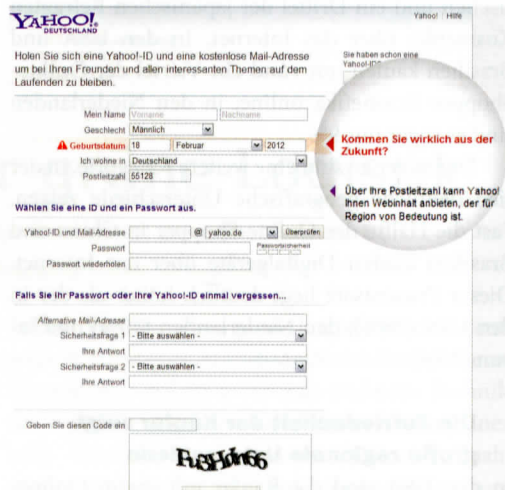 YAHOO!
DEUTSCHLAND
Yahoo! Hilfe
Holen Sie sich eine Yahoo!-ID und eine kostenlose Mail-Adresse
um bei Ihren Freunden und allen interessanten Themen auf dem
Laufenden zu bleiben.
Sie haben schon eine
Yahoo!-ID?
Mein Name Vorname Nachname
Geschlecht Männlich
Geburtsdatum 18 Februar 2012
Kommen Sie wirklich aus der
Zukunft?
Ich wohne in Deutschland
Postleitzahl 55128
Über Ihre Postleitzahl kann Yahoo!
Ihnen Webinhalt anbieten, der für
Region von Bedeutung ist.
Wählen Sie eine ID und ein Passwort aus.
Yahoo!-ID und Mail-Adresse @ yahoo.de Überprüfen
Passwort Passwortsicherheit
Passwort wiederholen
Falls Sie Ihr Passwort oder Ihre Yahoo!-ID einmal vergessen...
Alternative Mail-Adresse
Sicherheitsfrage 1 - Bitte auswählen -
Ihre Antwort
Sicherheitsfrage 2 - Bitte auswählen -
Ihre Antwort
Geben Sie diesen Code ein